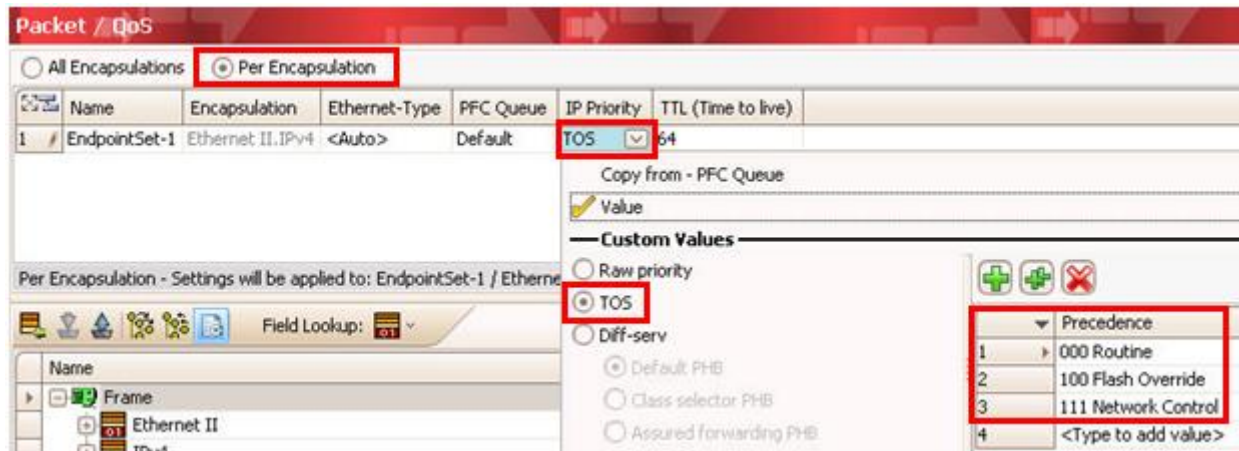 Packet / QoS
All Encapsulations Per Encapsulation
Name Encapsulation Ethernet-Type PFC Queue IP Priority TTL (Time to live)
1 EndpointSet-1 Ethernet II.IPv4 <Auto> Default TOS 64
Copy from - PFC Queue
Value
Custom Values
Per Encapsulation - Settings will be applied to: EndpointSet-1 / Etherne
Raw priority
TOS
Diff-serv
Default PHB
Class selector PHB
Assured forwarding PHB
Precedence
1 000 Routine
2 100 Flash Override
3 111 Network Control
4 <Type to add value>
Field Lookup:
Name
Frame
Ethernet II
IPv4